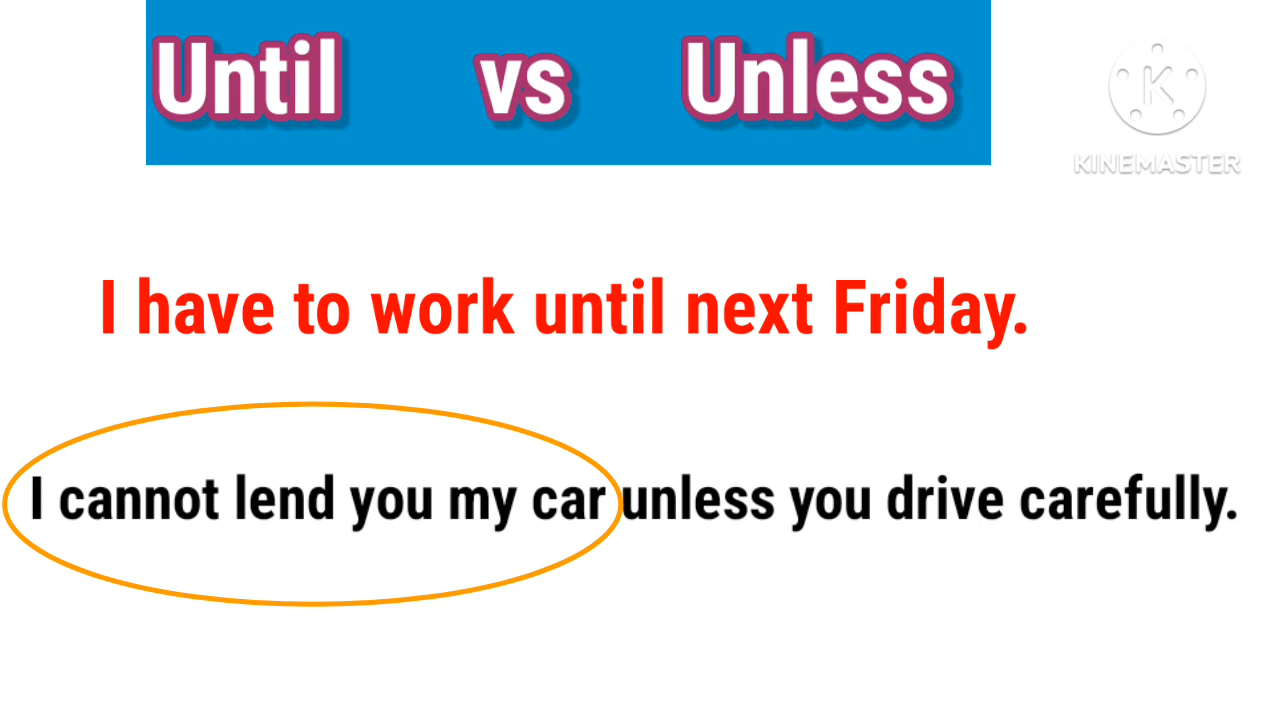 Until vs Unless
K
KINEMASTER
I have to work until next Friday.
I cannot lend you my car unless you drive carefully.